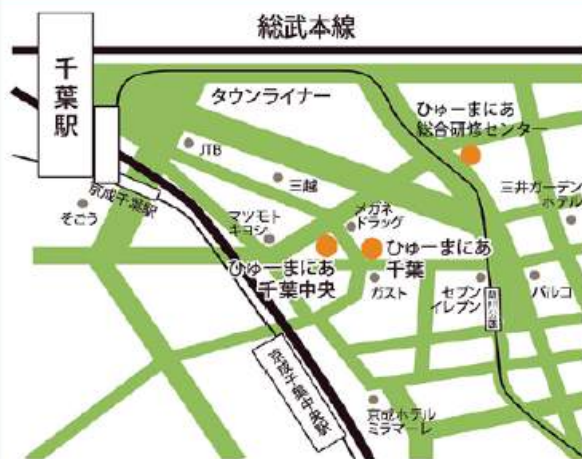 総武本線
千葉駅
タウンライナー
ひゅーまにあ
総合研修センター
JTB
三越
三井ガーデン
ホテル
京成千葉駅
そごう
マツモト
キヨシ
メガネ
ドラッグ
ひゅーまにあ
千葉中央
ひゅーまにあ
千葉
ガスト
セブン
イレブン
パルコ
京成千葉中央駅
京成ホテル
ミラマーレ